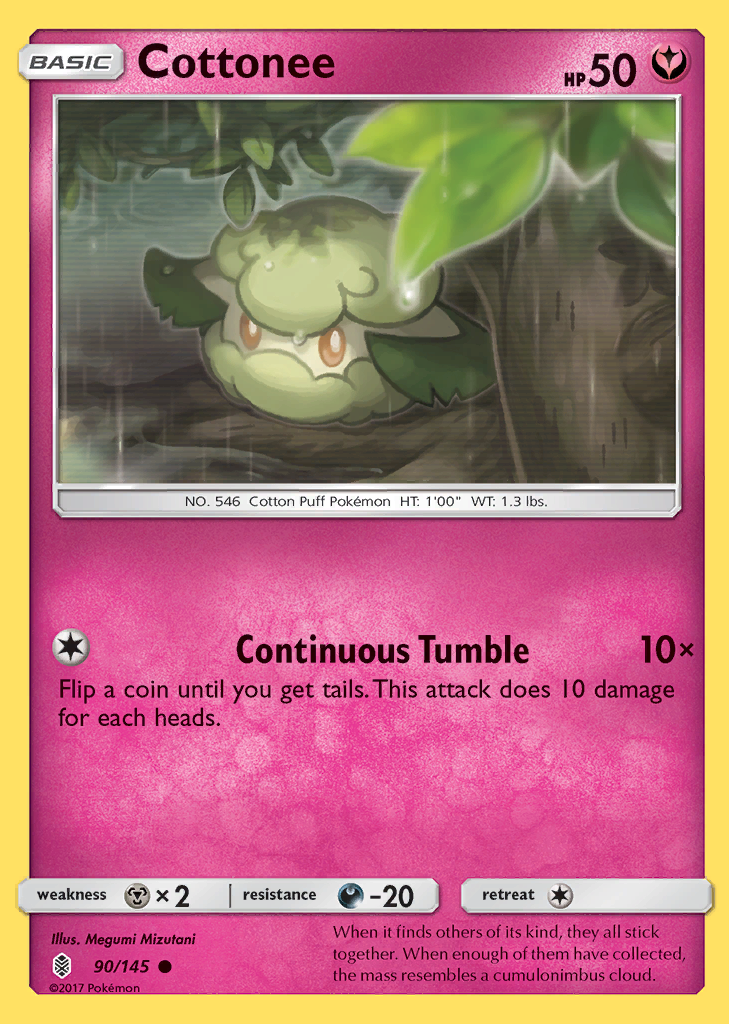 BASIC Cottonee HP 50
NO. 546 Cotton Puff Pokémon HT: 1'00" WT: 1.3 lbs.
Continuous Tumble 10×
Flip a coin until you get tails. This attack does 10 damage
for each heads.
weakness × 2 resistance -20 retreat
Illus. Megumi Mizutani
90/145
©2017 Pokémon
When it finds others of its kind, they all stick
together. When enough of them have collected,
the mass resembles a cumulonimbus cloud.